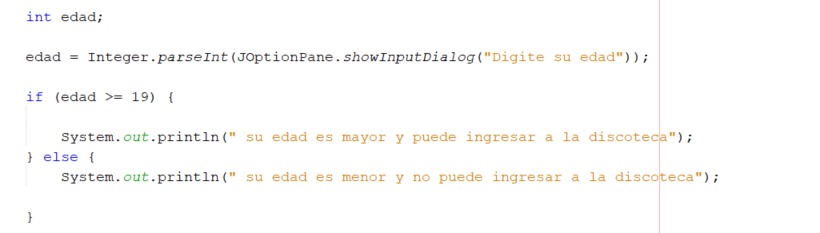 int edad;
edad = Integer.parseInt(JOptionPane.showInputDialog("Digite su edad"));
if (edad >= 19) {
System.out.println(" su edad es mayor y puede ingresar a la discoteca");
} else {
System.out.println(" su edad es menor y no puede ingresar a la discoteca");
}